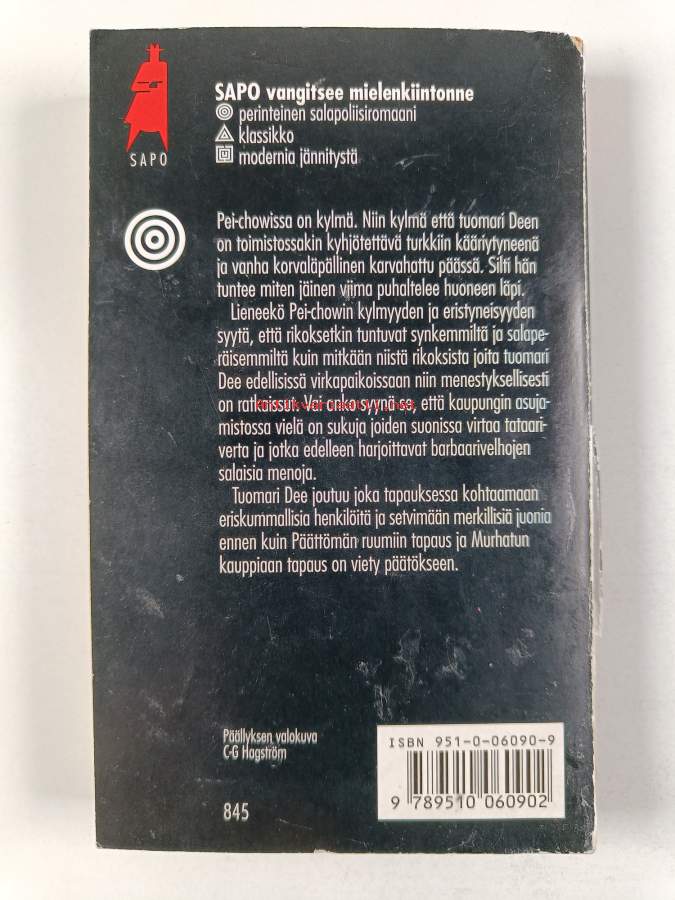 SAPO vangitsee mielenkiintonne
perinteinen salapoliisiromaani
klassikko
modernia jännitystä
SAPO
Pei-chowissa on kylmä. Niin kylmä että tuomari Deen
on toimistossakin kyhjötettävä turkkiin kääriytyneenä
ja vanha korvaläpällinen karvahattu päässä. Silti hän
tuntee miten jäinen viima puhaltelee huoneen läpi.
Lieneekö Pei-chowin kylmyyden ja eristyneisyyden
syytä, että rikoksetkin tuntuvat synkemmiltä ja salape-
räisemmiltä kuin mitkään niistä rikoksista joita tuomari
Dee edellisissä virkapaikoissaan niin menestyksellisesti
on ratkaissut. Vai onko syynä se, että kaupungin asuja-
mistossa vielä on sukuja joiden suonissa virtaa tataari-
verta ja jotka edelleen harjoittavat barbaarivelhojen
salaisia menoja.
Tuomari Dee joutuu joka tapauksessa kohtaamaan
eriskummallisia henkilöitä ja setvimään merkillisiä juonia
ennen kuin Päättömän ruumiin tapaus ja Murhatun
kauppiaan tapaus on viety päätökseen.
Päällyksen valokuva
C-G Hagström
845
ISBN 951-0-06090-9
9 789510 060902